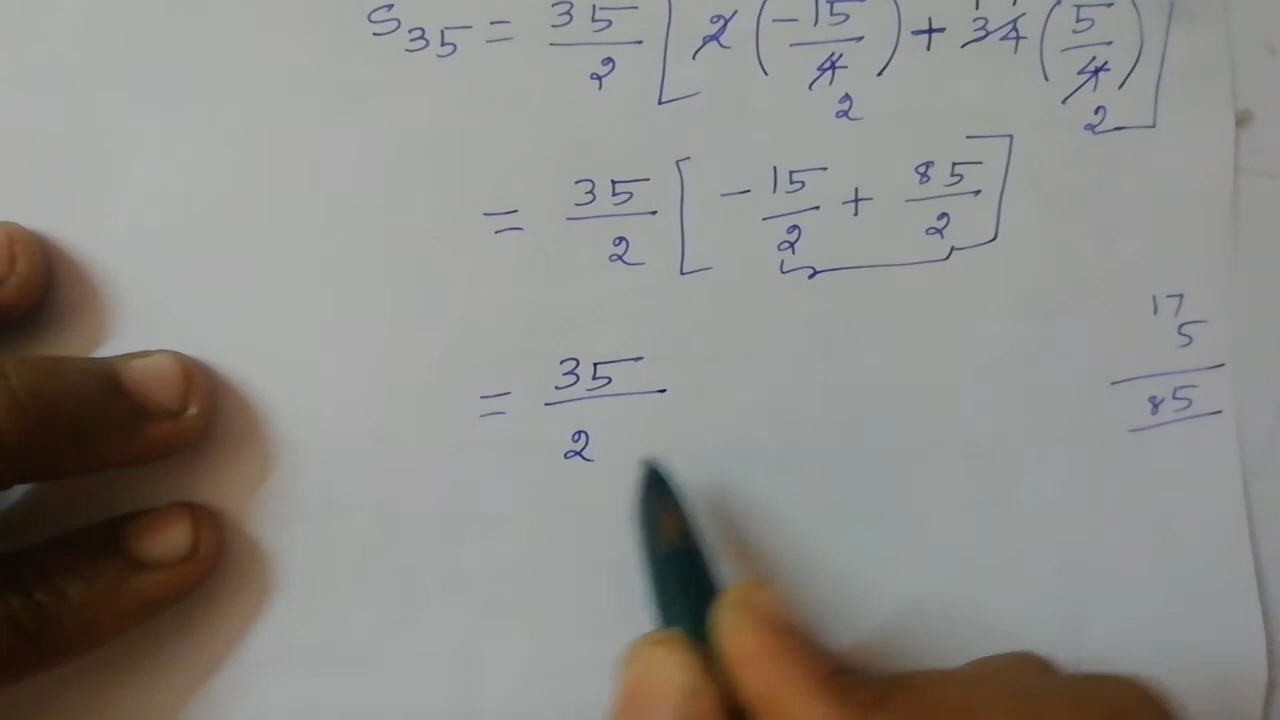 S₃₅ = 35/2 [ 2 ( -15/4 2 ) + 34 ( 5/4 2 ) ]
= 35/2 [ - 15/2 + 85/2 ]
17
5
85
= 35/2